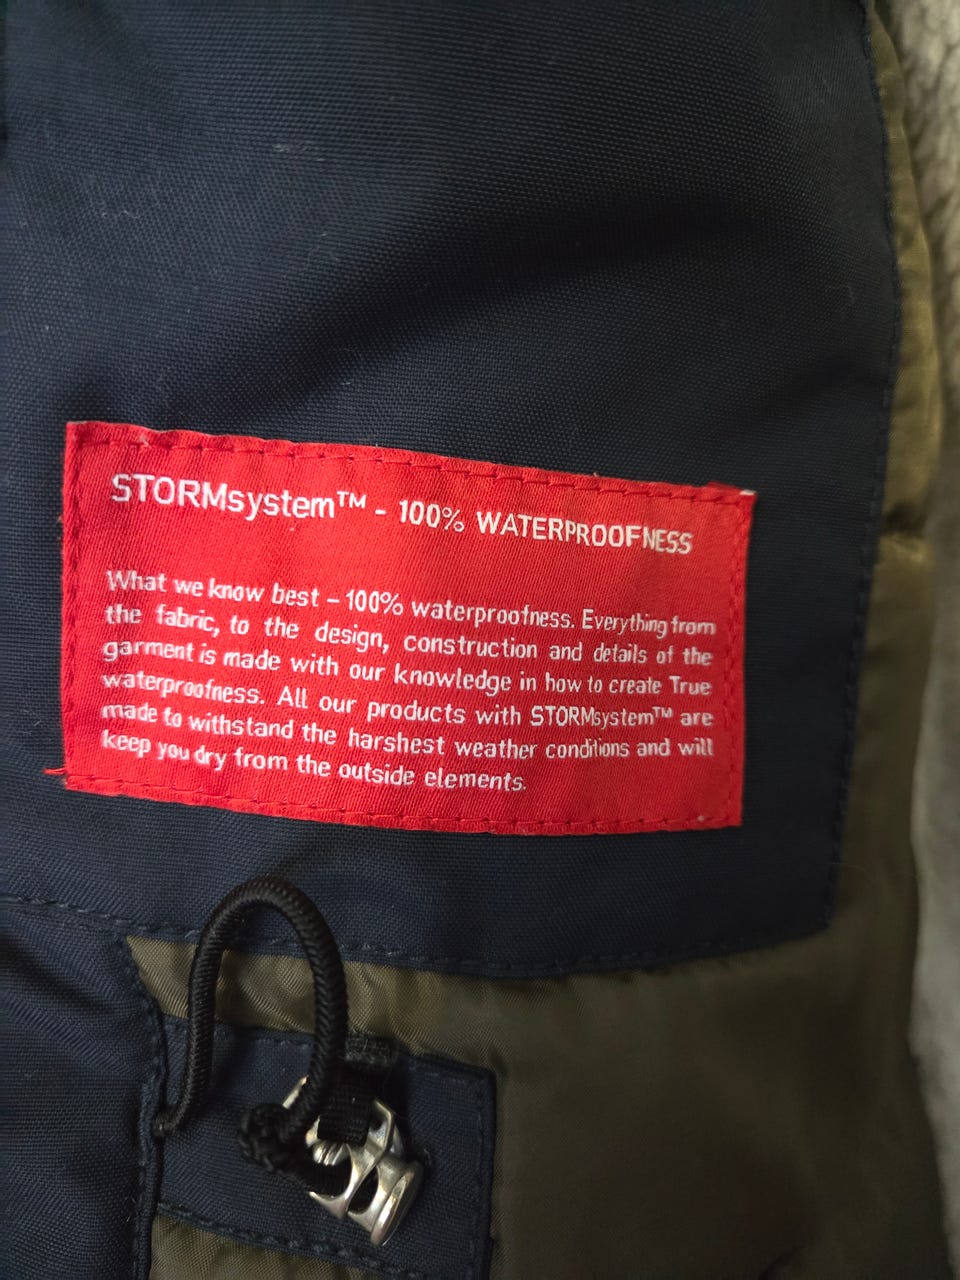 STORMsystem™ - 100% WATERPROOFNESS
What we know best – 100% waterproofness. Everything from
the fabric, to the design, construction and details of the
garment is made with our knowledge in how to create True
waterproofness. All our products with STORMsystem™ are
made to withstand the harshest weather conditions and will
keep you dry from the outside elements.